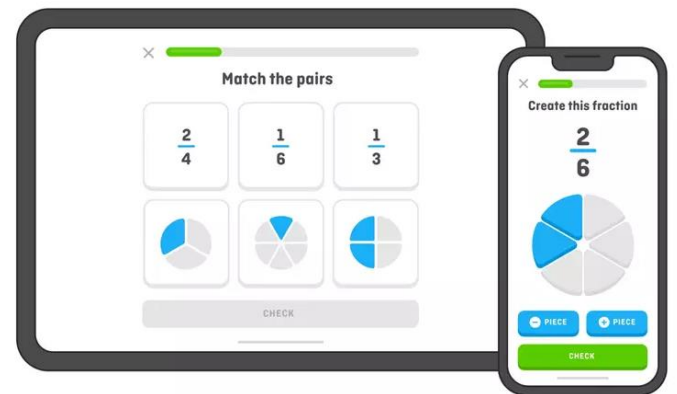 Match the pairs
2/4 1/6 1/3
CHECK
Create this fraction
2/6
− PIECE + PIECE
CHECK